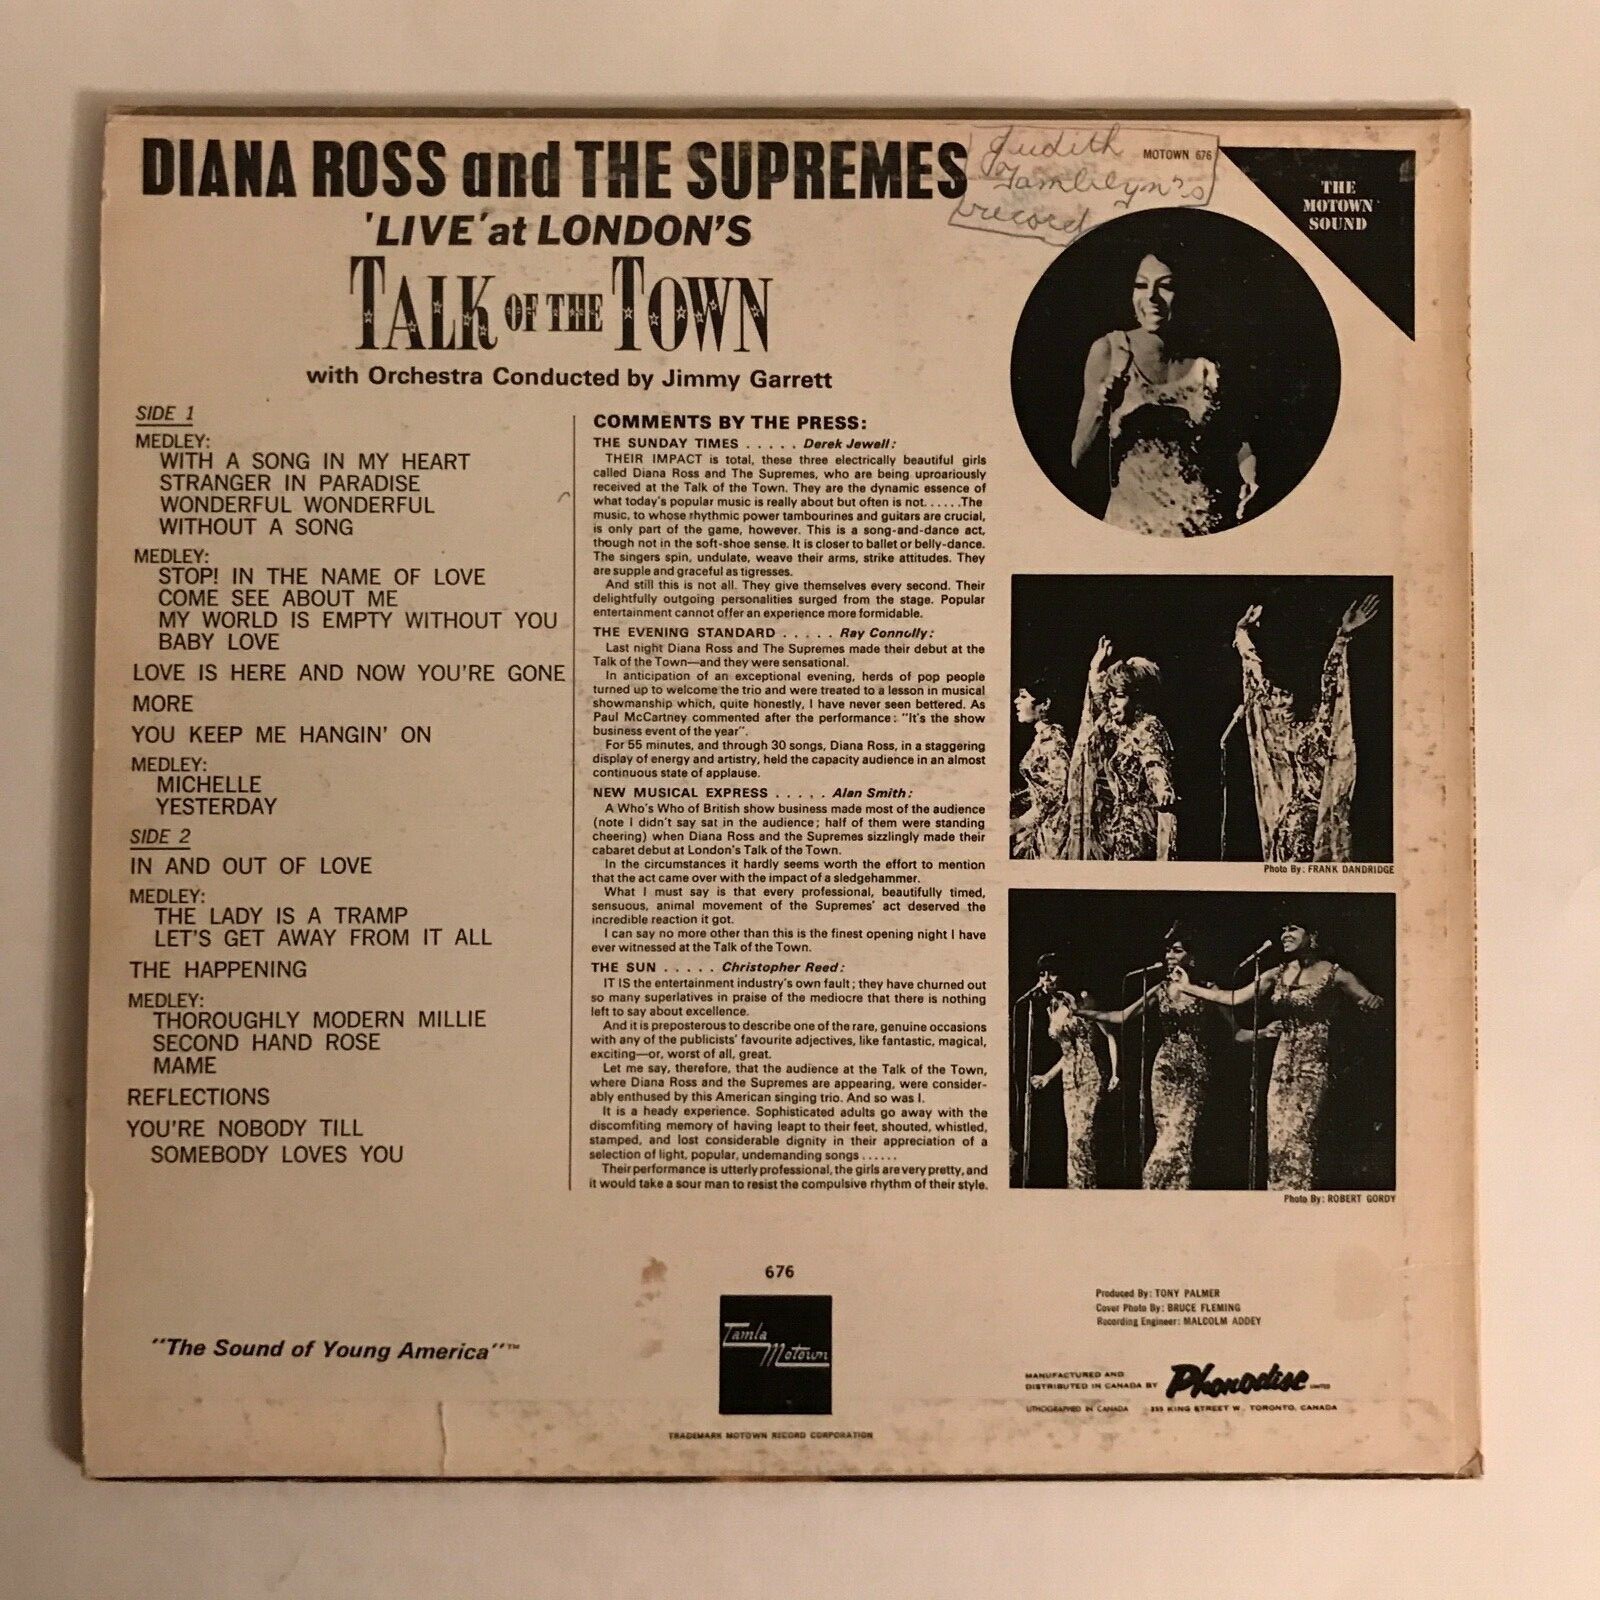 DIANA ROSS and THE SUPREMES
'LIVE' at LONDON'S
TALK OF THE TOWN
with Orchestra Conducted by Jimmy Garrett
Judith
record
MOTOWN 676
THE
MOTOWN
SOUND
SIDE 1
MEDLEY:
WITH A SONG IN MY HEART
STRANGER IN PARADISE
WONDERFUL WONDERFUL
WITHOUT A SONG
MEDLEY:
STOP! IN THE NAME OF LOVE
COME SEE ABOUT ME
MY WORLD IS EMPTY WITHOUT YOU
BABY LOVE
LOVE IS HERE AND NOW YOU'RE GONE
MORE
YOU KEEP ME HANGIN' ON
MEDLEY:
MICHELLE
YESTERDAY
SIDE 2
IN AND OUT OF LOVE
MEDLEY:
THE LADY IS A TRAMP
LET'S GET AWAY FROM IT ALL
THE HAPPENING
MEDLEY:
THOROUGHLY MODERN MILLIE
SECOND HAND ROSE
MAME
REFLECTIONS
YOU'RE NOBODY TILL
SOMEBODY LOVES YOU
COMMENTS BY THE PRESS:
THE SUNDAY TIMES . . . . . Derek Jewell:
THEIR IMPACT is total, these three electrically beautiful girls
called Diana Ross and The Supremes, who are being uproariously
received at the Talk of the Town. They are the dynamic essence of
what today's popular music is really about but often is not. . . . . .The
music, to whose rhythmic power tambourines and guitars are crucial,
is only part of the game, however. This is a song-and-dance act,
though not in the soft-shoe sense. It is closer to ballet or belly-dance.
The singers spin, undulate, weave their arms, strike attitudes. They
are supple and graceful as tigresses.
And still this is not all. They give themselves every second. Their
delightfully outgoing personalities surged from the stage. Popular
entertainment cannot offer an experience more formidable.
THE EVENING STANDARD . . . . . Ray Connolly:
Last night Diana Ross and The Supremes made their debut at the
Talk of the Town—and they were sensational.
In anticipation of an exceptional evening, herds of pop people
turned up to welcome the trio and were treated to a lesson in musical
showmanship which, quite honestly, I have never seen bettered. As
Paul McCartney commented after the performance: "It's the show
business event of the year".
For 55 minutes, and through 30 songs, Diana Ross, in a staggering
display of energy and artistry, held the capacity audience in an almost
continuous state of applause.
NEW MUSICAL EXPRESS . . . . . Alan Smith:
A Who's Who of British show business made most of the audience
(note I didn't say sat in the audience; half of them were standing
cheering) when Diana Ross and the Supremes sizzlingly made their
cabaret debut at London's Talk of the Town.
In the circumstances it hardly seems worth the effort to mention
that the act came over with the impact of a sledgehammer.
What I must say is that every professional, beautifully timed,
sensuous, animal movement of the Supremes' act deserved the
incredible reaction it got.
I can say no more other than this is the finest opening night I have
ever witnessed at the Talk of the Town.
THE SUN . . . . . Christopher Reed:
IT IS the entertainment industry's own fault; they have churned out
so many superlatives in praise of the mediocre that there is nothing
left to say about excellence.
And it is preposterous to describe one of the rare, genuine occasions
with any of the publicists' favourite adjectives, like fantastic, magical,
exciting—or, worst of all, great.
Let me say, therefore, that the audience at the Talk of the Town,
where Diana Ross and the Supremes are appearing, were consider-
ably enthused by this American singing trio. And so was I.
It is a heady experience. Sophisticated adults go away with the
discomfiting memory of having leapt to their feet, shouted, whistled,
stamped, and lost considerable dignity in their appreciation of a
selection of light, popular, undemanding songs . . . . . .
Their performance is utterly professional, the girls are very pretty, and
it would take a sour man to resist the compulsive rhythm of their style.
Photo By: FRANK DANDRIDGE
Photo By: ROBERT GORDY
"The Sound of Young America"™
676
Tamla
Motown
TRADEMARK MOTOWN RECORD CORPORATION
Produced By: TONY PALMER
Cover Photo By: BRUCE FLEMING
Recording Engineer: MALCOLM ADDEY
MANUFACTURED AND
DISTRIBUTED IN CANADA BY Phonodisc LIMITED
LITHOGRAPHED IN CANADA 355 KING STREET W. TORONTO, CANADA